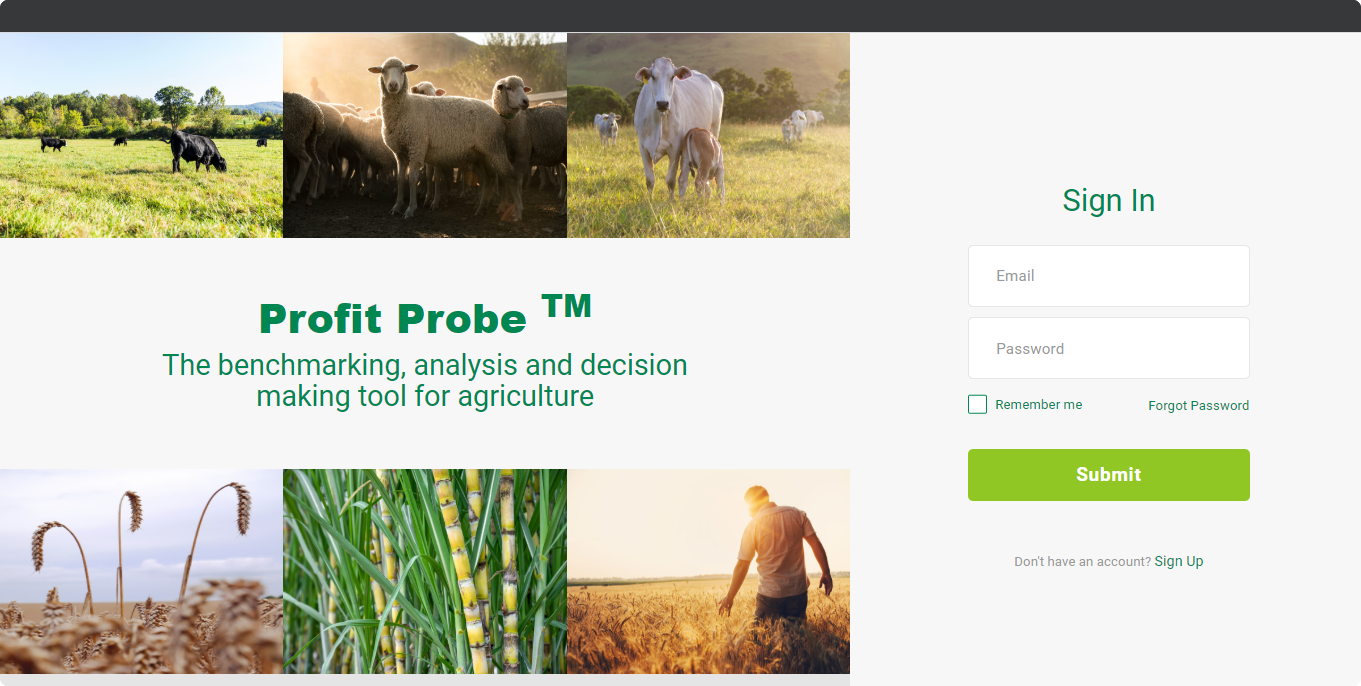 Profit Probe ™
The benchmarking, analysis and decision
making tool for agriculture
Sign In
Email
Password
Remember me
Forgot Password
Submit
Don't have an account? Sign Up